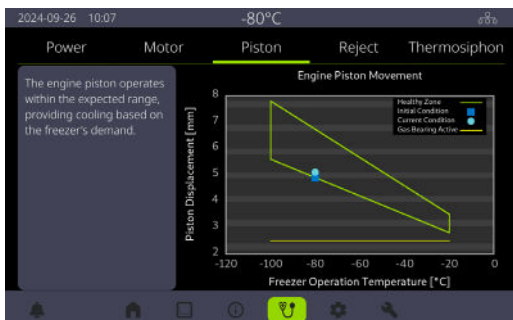 2024-09-26 10:07
-80°C
Power
Motor
Piston
Reject
Thermosiphon
The engine piston operates
within the expected range,
providing cooling based on
the freezer's demand.
Engine Piston Movement
Piston Displacement [mm]
8
7
6
5
4
3
2
Healthy Zone
Initial Condition
Current Condition
Gas Bearing Active
-120
-100
-80
-60
-40
-20
0
Freezer Operation Temperature [°C]